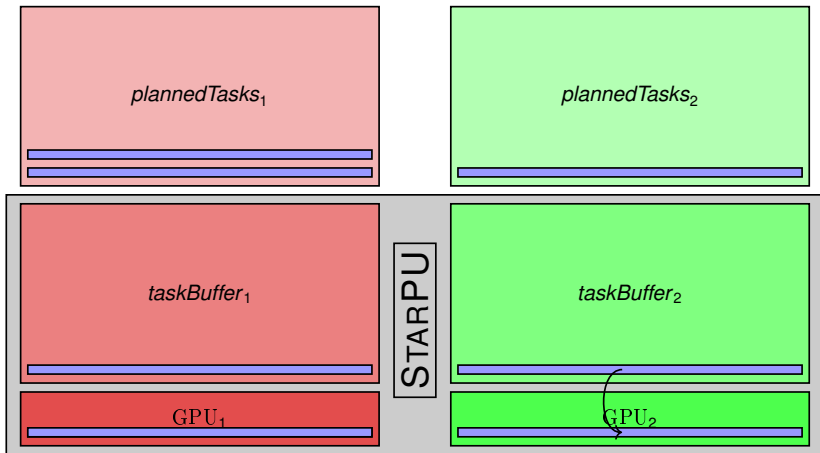 plannedTasks₁
plannedTasks₂
taskBuffer₁
STARPU
taskBuffer₂
GPU₁
GPU₂